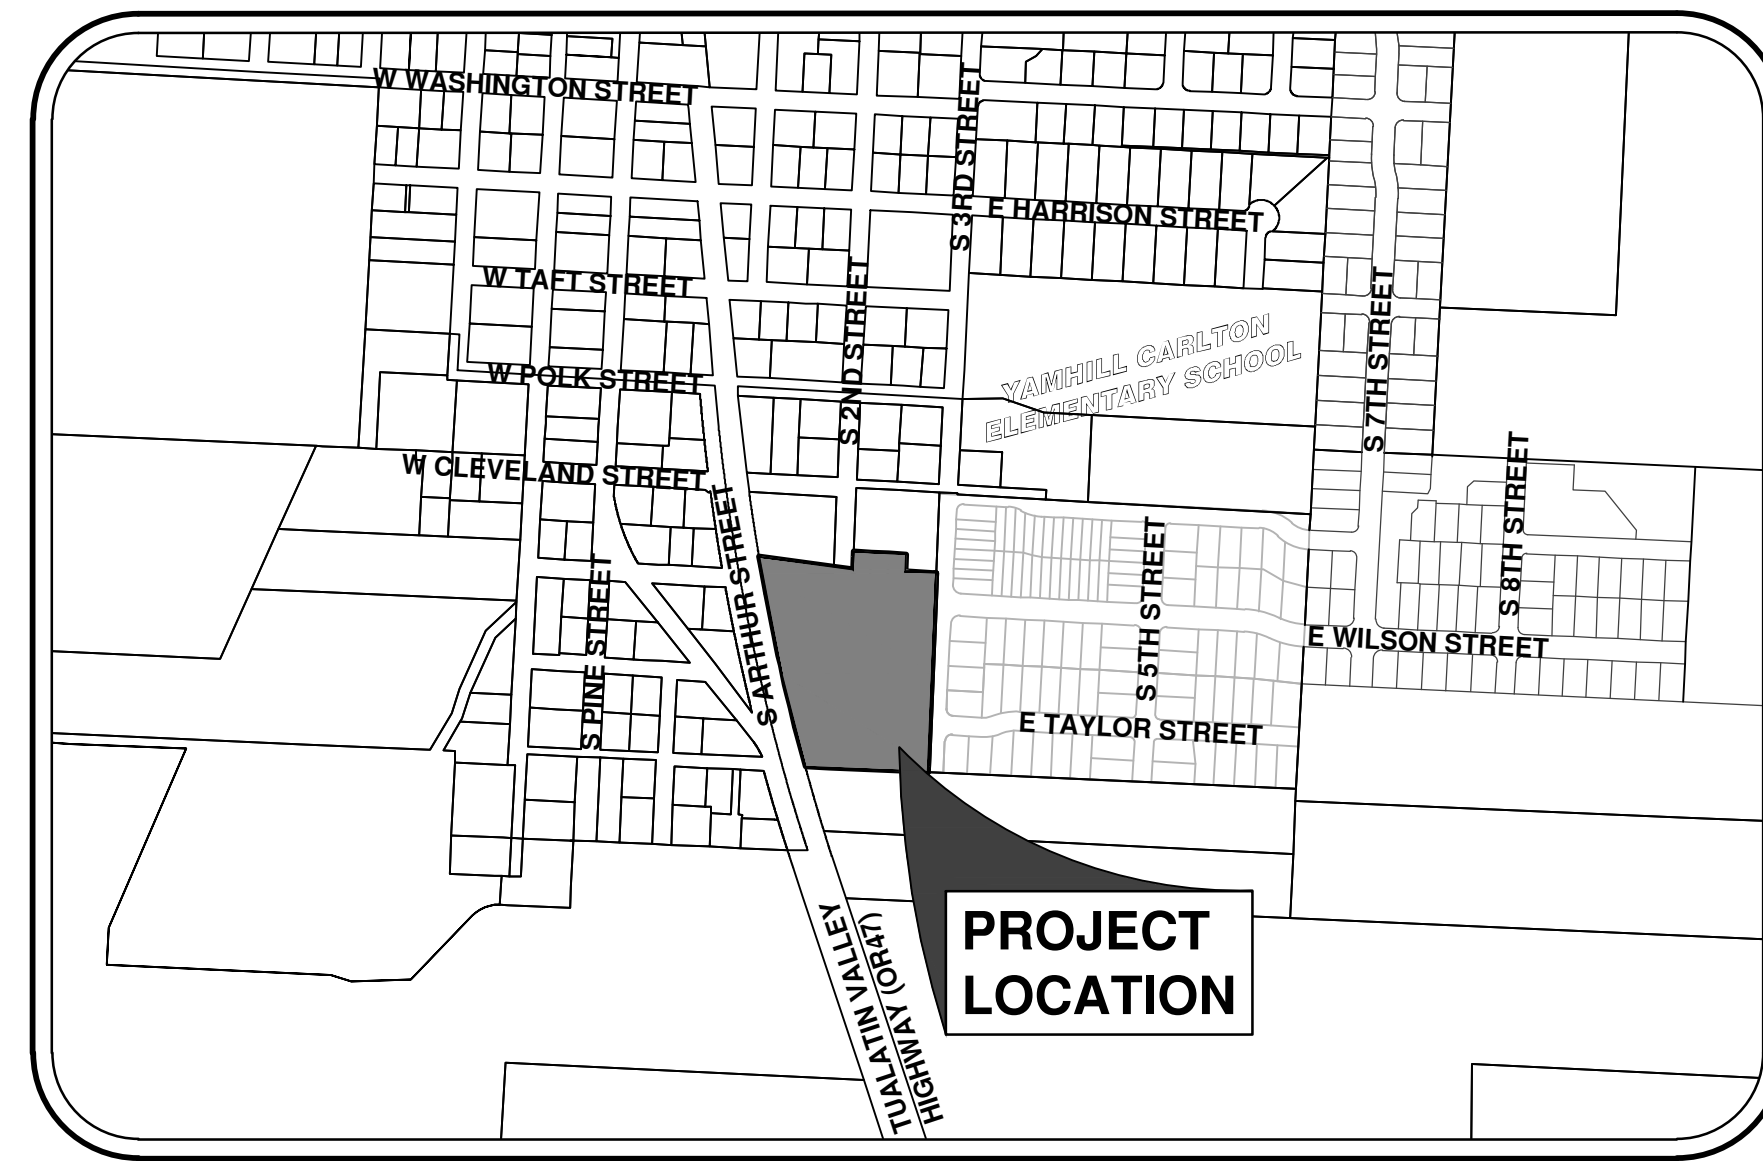 W WASHINGTON STREET
S 3RD STREET
E HARRISON STREET
W TAFT STREET
S 2ND STREET
S 7TH STREET
YAMHILL CARLTON
ELEMENTARY SCHOOL
W POLK STREET
W CLEVELAND STREET
S 8TH STREET
S ARTHUR STREET
S 5TH STREET
S PINE STREET
E WILSON STREET
E TAYLOR STREET
PROJECT
LOCATION
TUALATIN VALLEY
HIGHWAY (OR47)